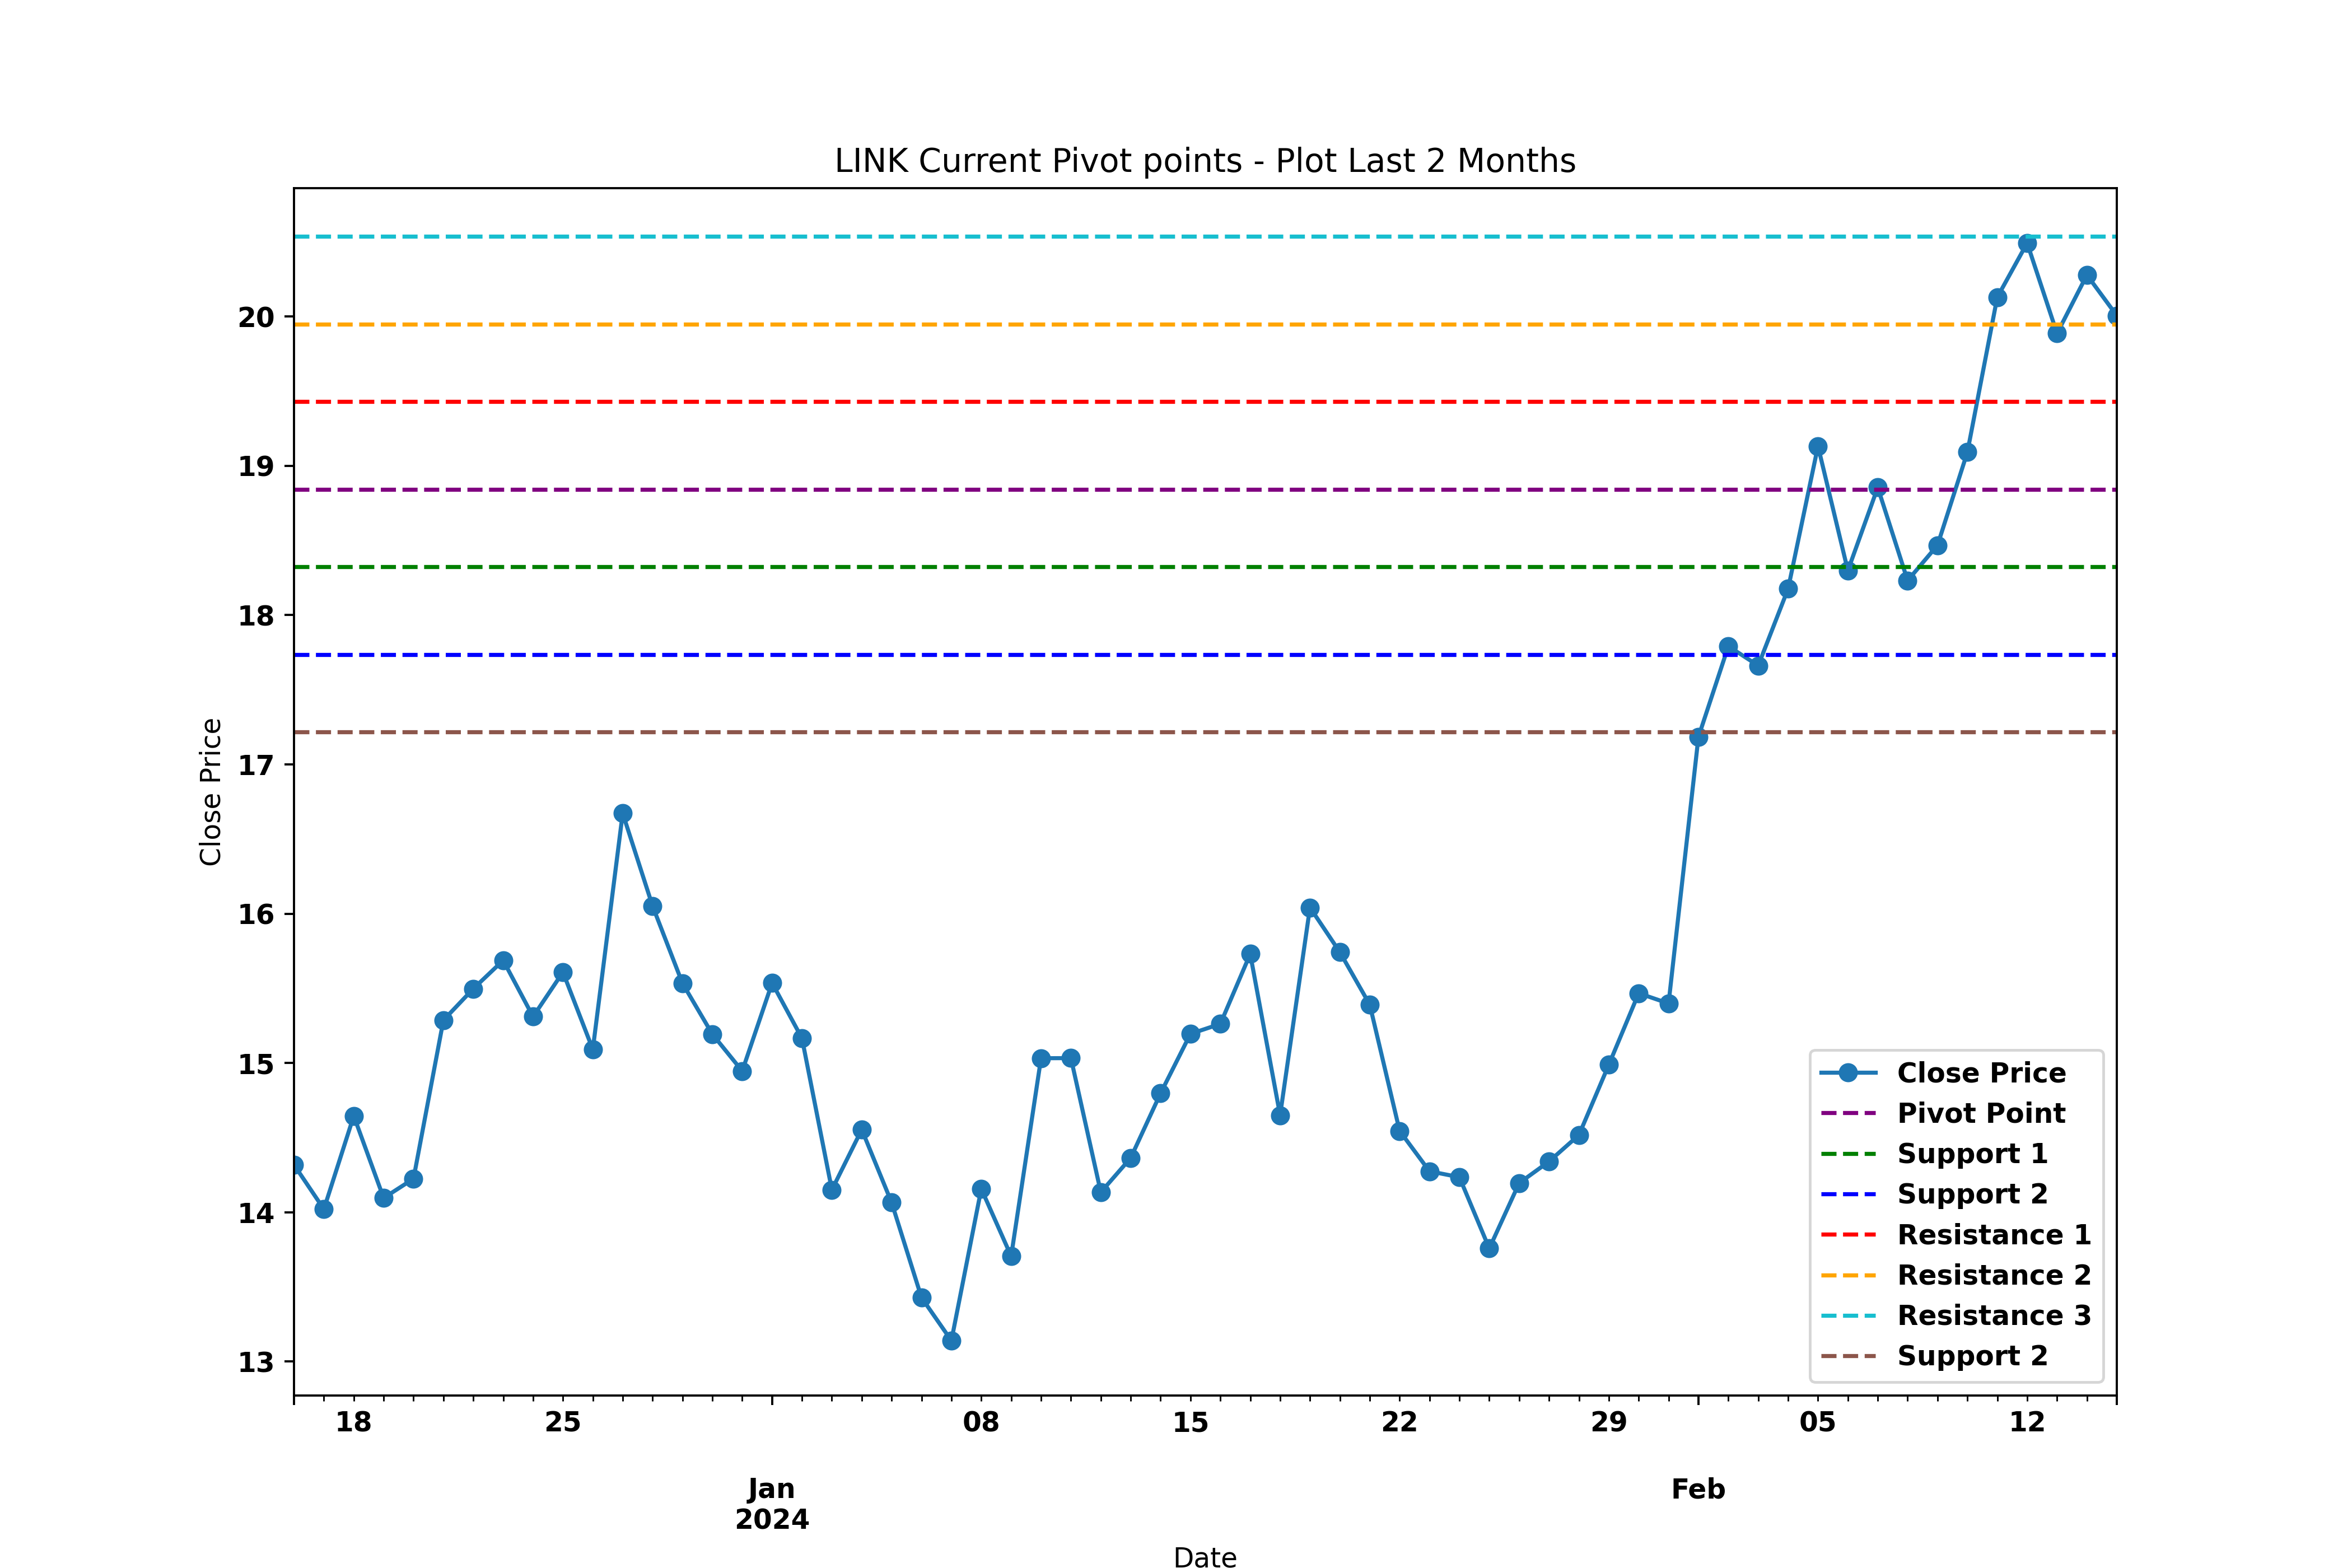 LINK Current Pivot points - Plot Last 2 Months
20
19
18
17
16
15
14
13
Close Price
Close Price
Pivot Point
Support 1
Support 2
Resistance 1
Resistance 2
Resistance 3
Support 2
18 25 08 15 22 29 05 12
Jan Feb
2024
Date